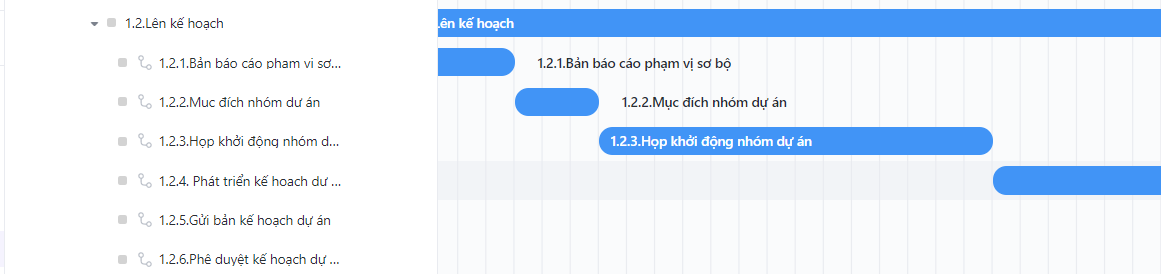 1.2.Lên kế hoạch
ên kế hoạch
1.2.1.Bản báo cáo phạm vi sơ...
1.2.1.Bản báo cáo phạm vị sơ bộ
1.2.2.Mục đích nhóm dự án
1.2.2.Mục đích nhóm dự án
1.2.3.Họp khởi động nhóm d...
1.2.3.Họp khởi động nhóm dự án
1.2.4. Phát triển kế hoạch dự ...
1.2.5.Gửi bản kế hoạch dự án
1.2.6.Phê duyệt kế hoạch dự ...